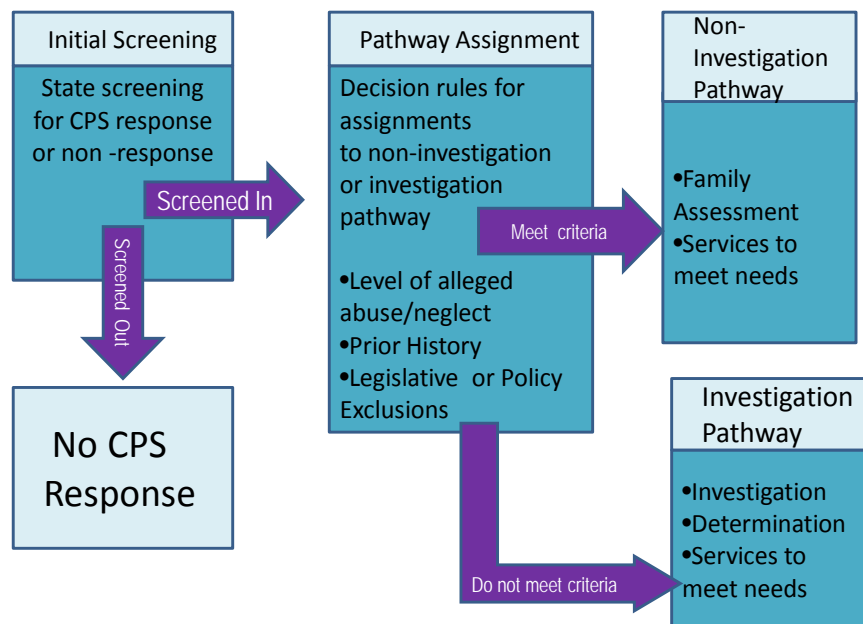 Initial Screening
State screening
for CPS response
or non -response
Screened In
Screened Out
No CPS
Response
Pathway Assignment
Decision rules for
assignments
to non-investigation
or investigation
pathway
•Level of alleged
abuse/neglect
•Prior History
•Legislative or Policy
Exclusions
Meet criteria
Do not meet criteria
Non-
Investigation
Pathway
•Family
Assessment
•Services to
meet needs
Investigation
Pathway
•Investigation
•Determination
•Services to
meet needs